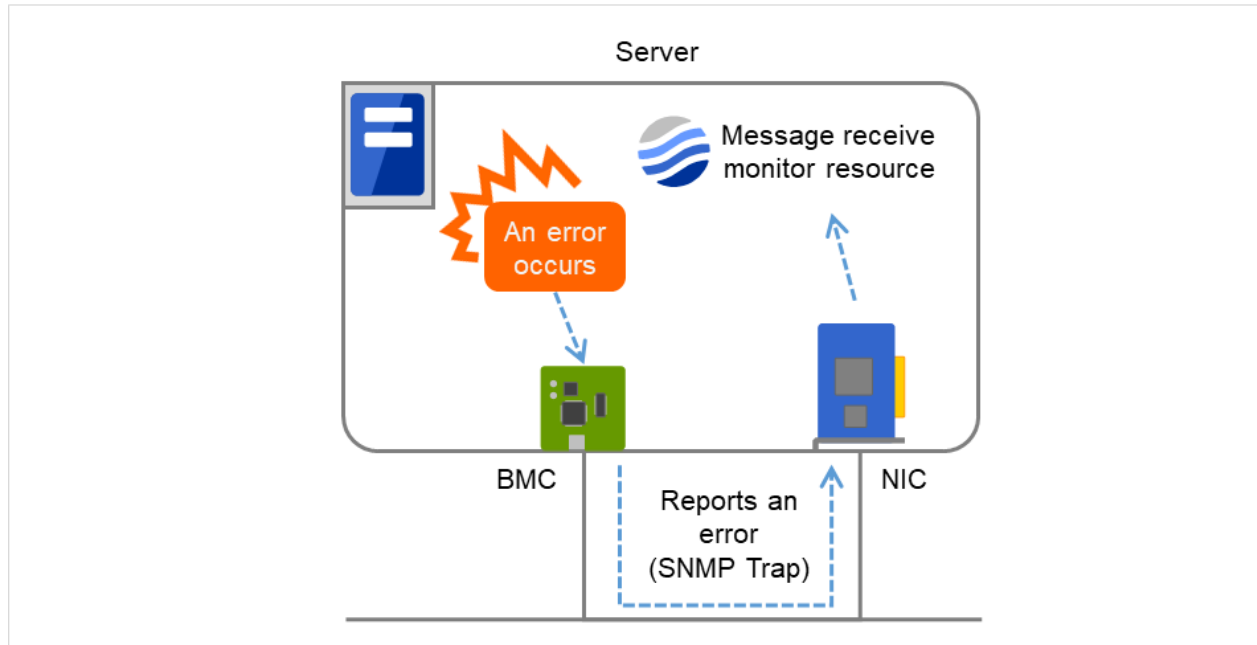 Server
Message receive
monitor resource
An error
occurs
BMC
NIC
Reports an
error
(SNMP Trap)